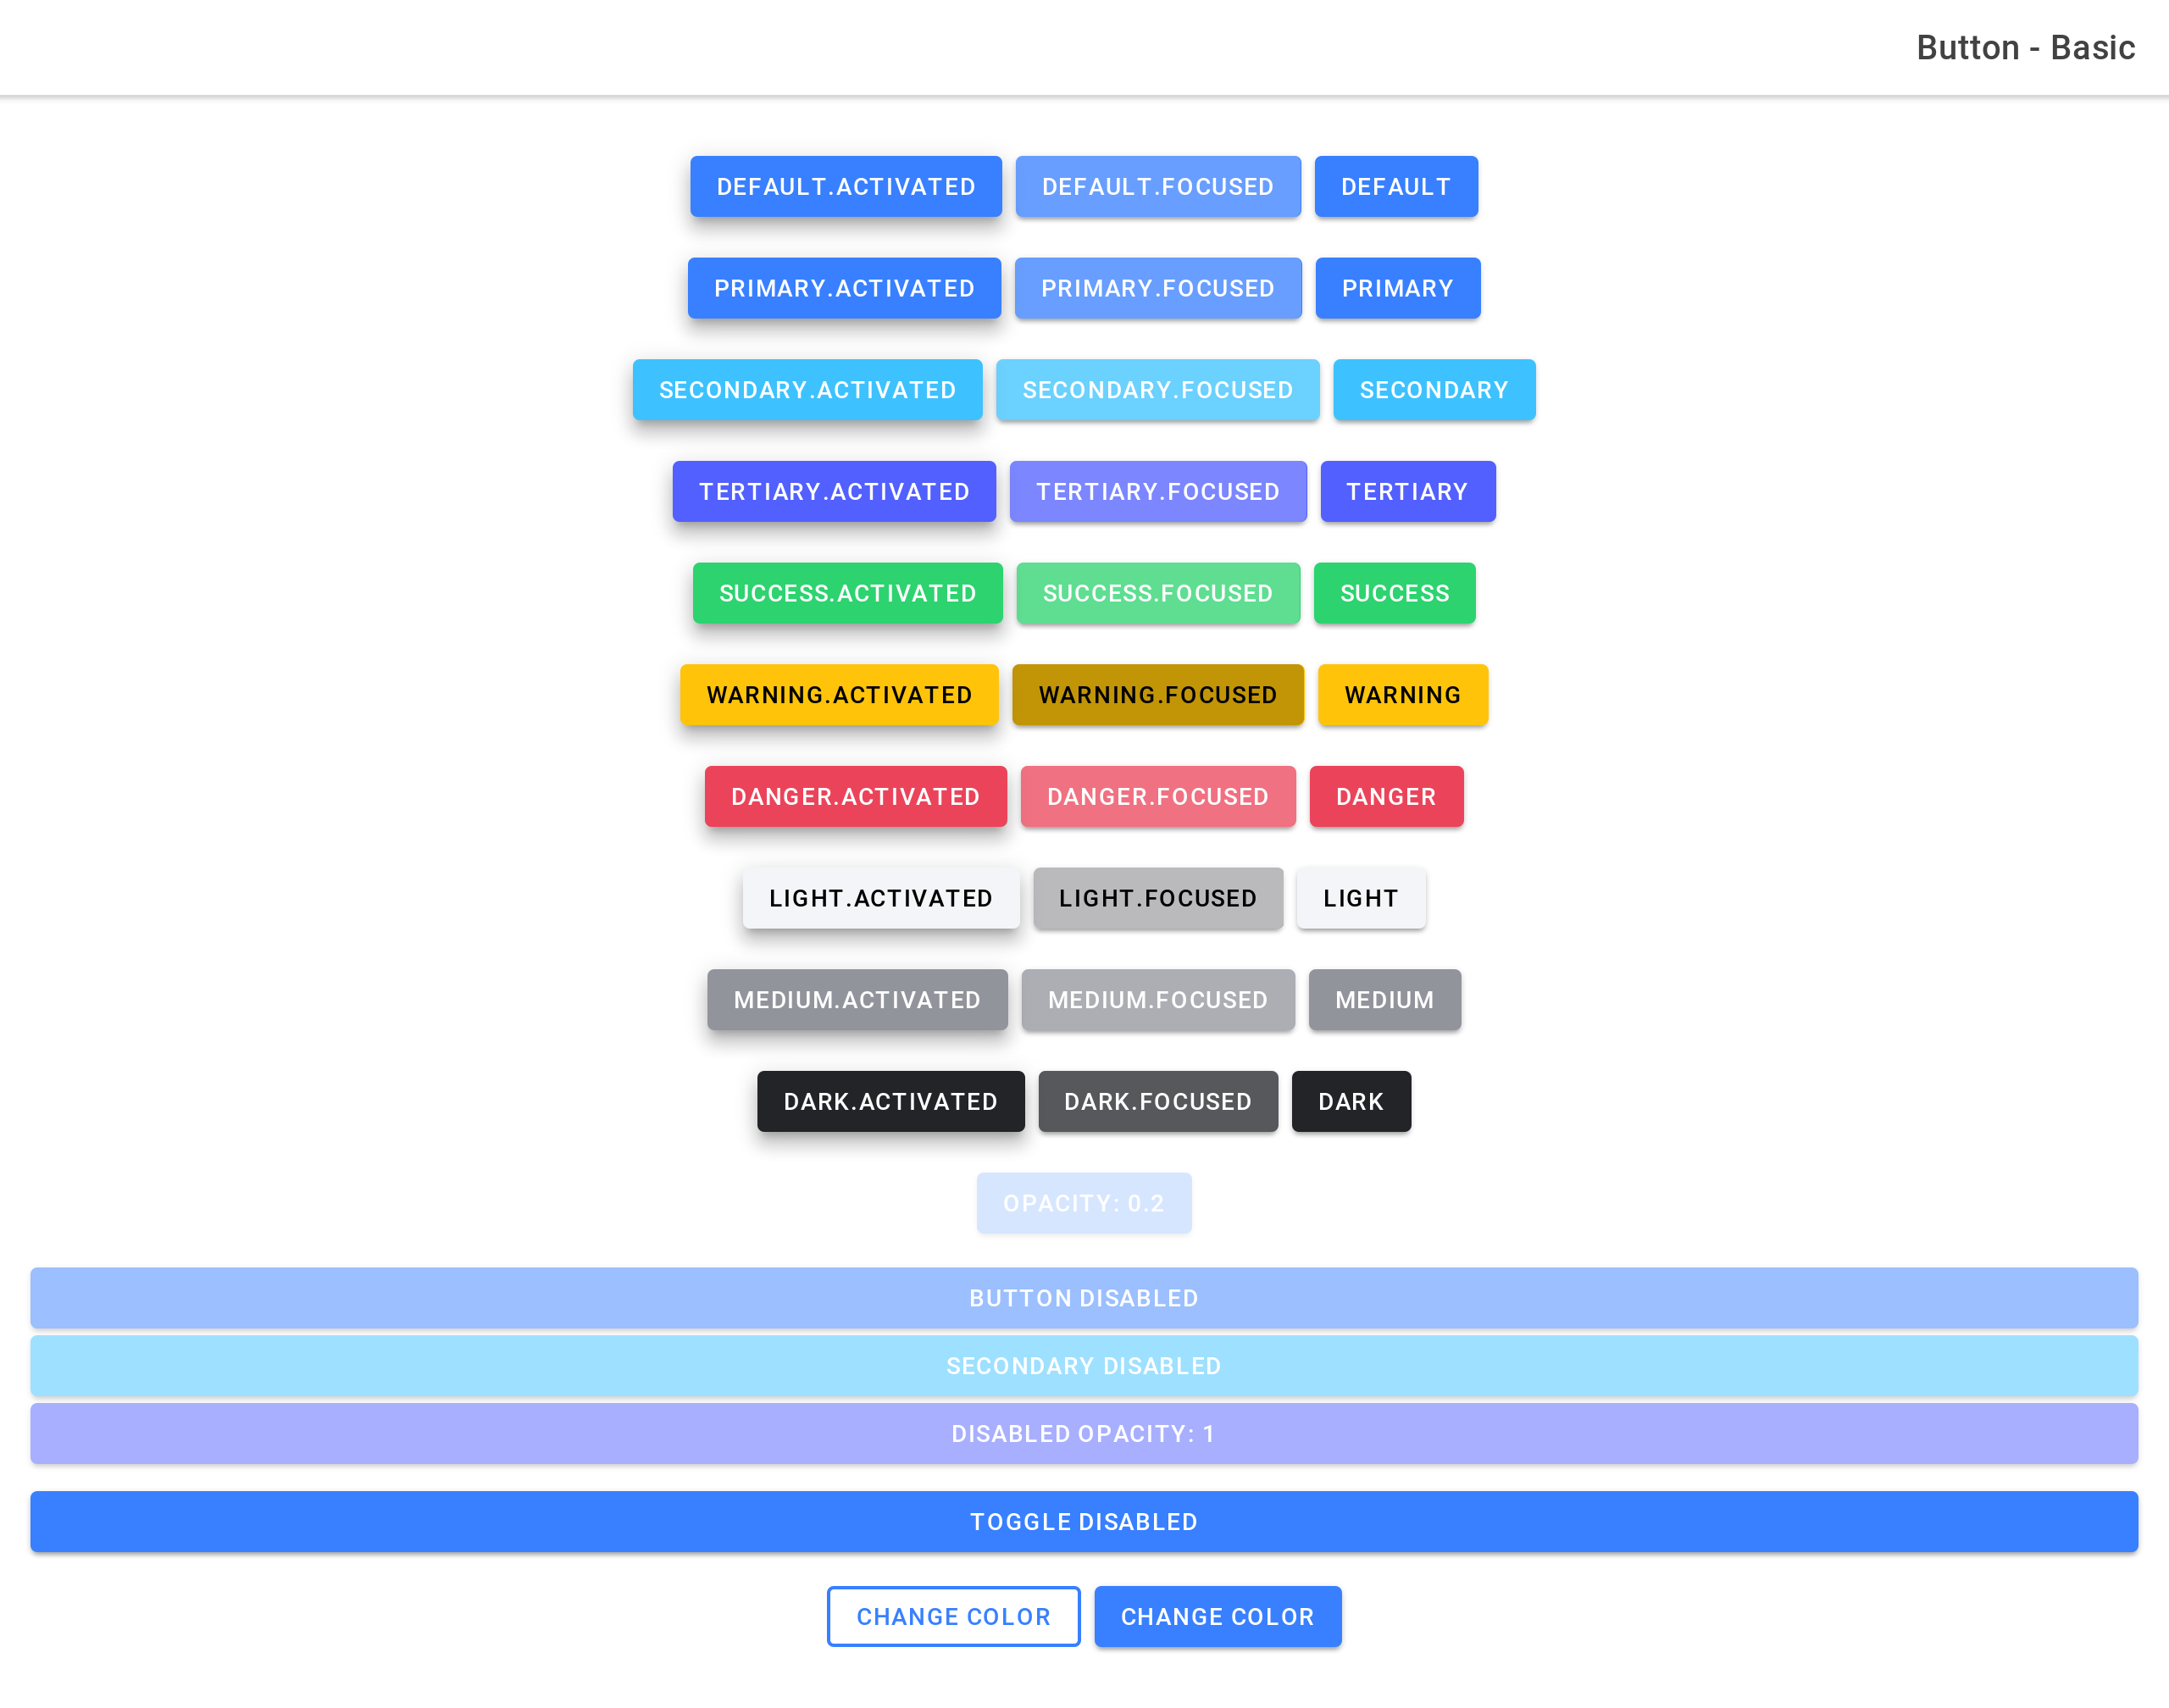 Button - Basic
DEFAULT.ACTIVATED DEFAULT.FOCUSED DEFAULT
PRIMARY.ACTIVATED PRIMARY.FOCUSED PRIMARY
SECONDARY.ACTIVATED SECONDARY.FOCUSED SECONDARY
TERTIARY.ACTIVATED TERTIARY.FOCUSED TERTIARY
SUCCESS.ACTIVATED SUCCESS.FOCUSED SUCCESS
WARNING.ACTIVATED WARNING.FOCUSED WARNING
DANGER.ACTIVATED DANGER.FOCUSED DANGER
LIGHT.ACTIVATED LIGHT.FOCUSED LIGHT
MEDIUM.ACTIVATED MEDIUM.FOCUSED MEDIUM
DARK.ACTIVATED DARK.FOCUSED DARK
OPACITY: 0.2
BUTTON DISABLED
SECONDARY DISABLED
DISABLED OPACITY: 1
TOGGLE DISABLED
CHANGE COLOR CHANGE COLOR